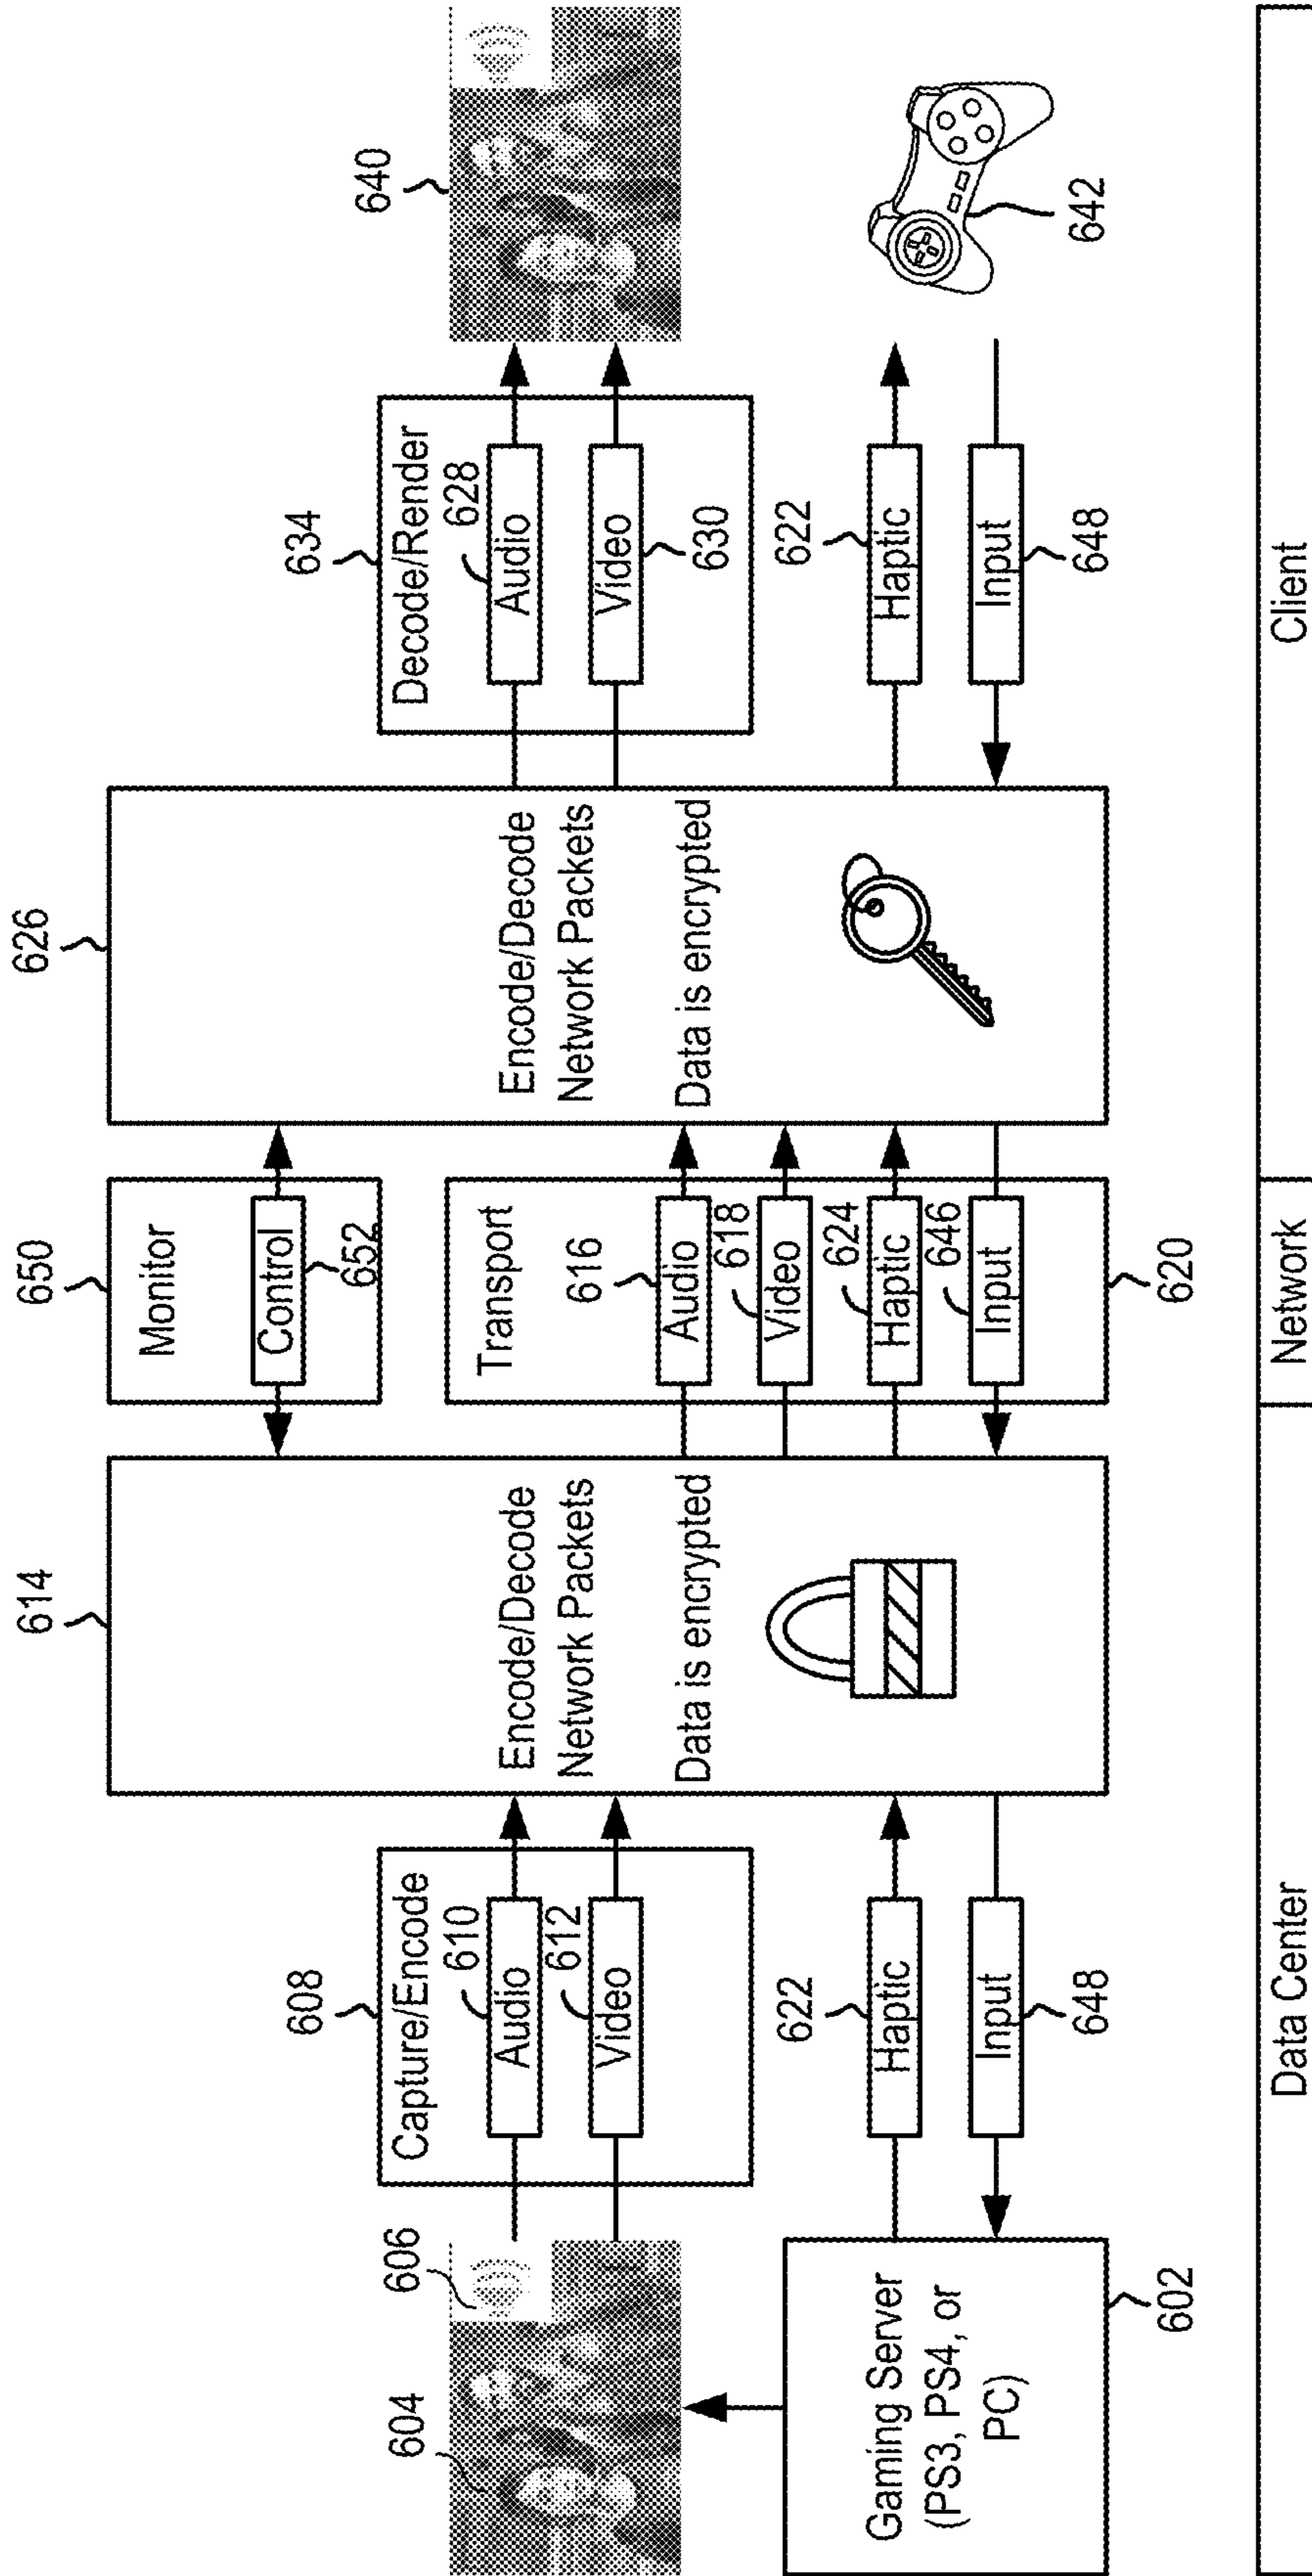 604
606
Gaming Server
(PS3, PS4, or
PC)
602
608
Capture/Encode
610
Audio
612
Video
622
Haptic
Input
648
614
Encode/Decode
Network Packets
Data is encrypted
650
Monitor
Control
652
Transport
616
Audio
618
Video
624
Haptic
646
Input
620
626
Encode/Decode
Network Packets
Data is encrypted
634
Decode/Render
628
Audio
Video
630
622
Haptic
Input
648
640
642
Data Center
Network
Client